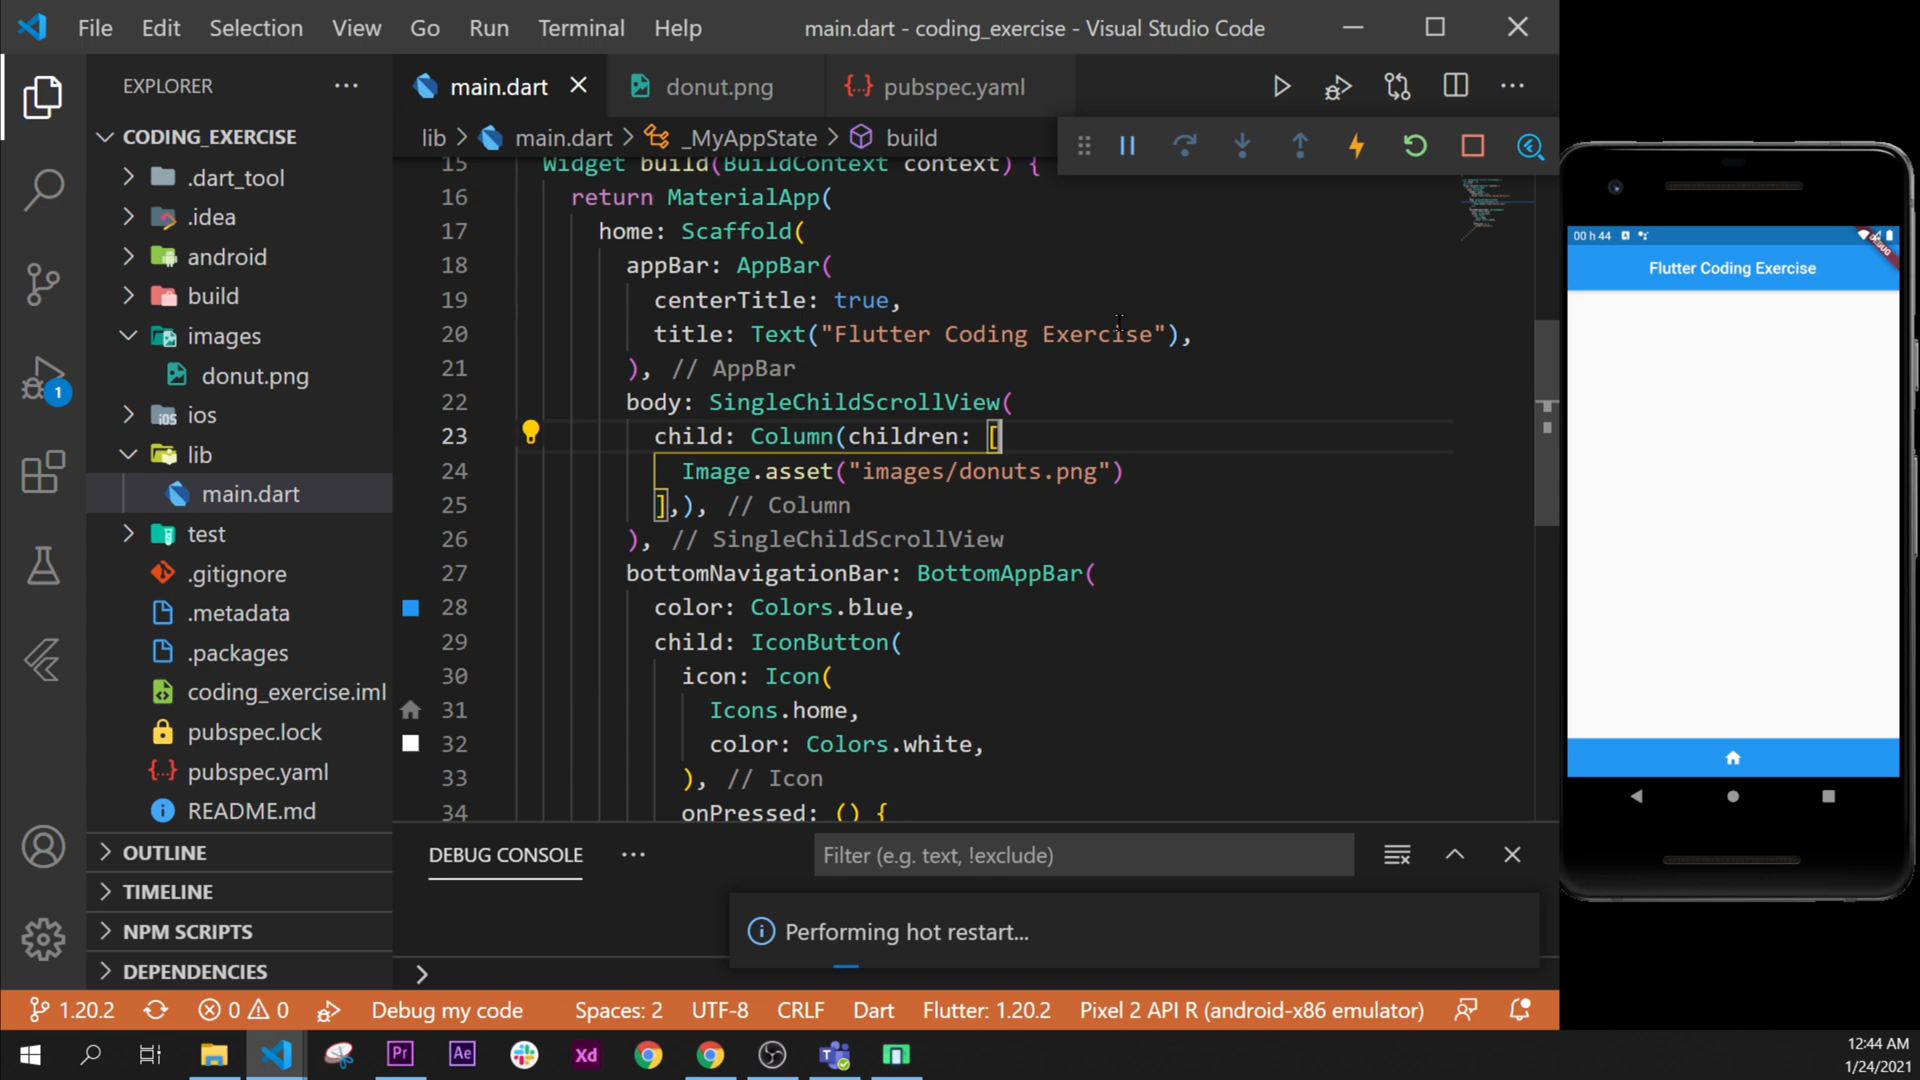 File Edit Selection View Go Run Terminal Help
main.dart - coding_exercise - Visual Studio Code
EXPLORER
main.dart
donut.png
pubspec.yaml
CODING_EXERCISE
.dart_tool
.idea
android
build
images
donut.png
ios
lib
main.dart
test
.gitignore
.metadata
.packages
coding_exercise.iml
pubspec.lock
pubspec.yaml
README.md
OUTLINE
TIMELINE
NPM SCRIPTS
DEPENDENCIES
1
lib > main.dart > _MyAppState > build
15 Widget build(BuildContext context) {
16 return MaterialApp(
17 home: Scaffold(
18 appBar: AppBar(
19 centerTitle: true,
20 title: Text("Flutter Coding Exercise"),
21 ), // AppBar
22 body: SingleChildScrollView(
23 child: Column(children: [
24 Image.asset("images/donuts.png")
25 ],), // Column
26 ), // SingleChildScrollView
27 bottomNavigationBar: BottomAppBar(
28 color: Colors.blue,
29 child: IconButton(
30 icon: Icon(
31 Icons.home,
32 color: Colors.white,
33 ), // Icon
34 onPressed: () {
DEBUG CONSOLE
Filter (e.g. text, !exclude)
Performing hot restart...
00 h 44
DEBUG
Flutter Coding Exercise
1.20.2
0 0
Debug my code
Spaces: 2
UTF-8
CRLF
Dart
Flutter: 1.20.2
Pixel 2 API R (android-x86 emulator)
Pr
Ae
Xd
12:44 AM
1/24/2021